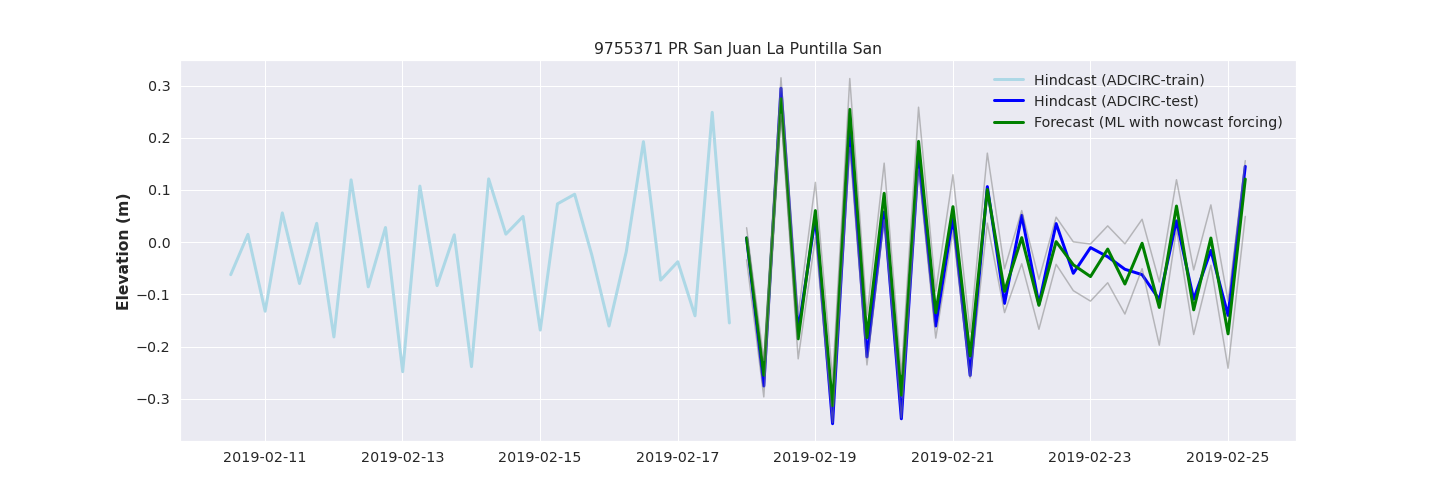 9755371 PR San Juan La Puntilla San
Hindcast (ADCIRC-train)
Hindcast (ADCIRC-test)
Forecast (ML with nowcast forcing)
Elevation (m)
0.3
0.2
0.1
0.0
−0.1
−0.2
−0.3
2019-02-11 2019-02-13 2019-02-15 2019-02-17 2019-02-19 2019-02-21 2019-02-23 2019-02-25